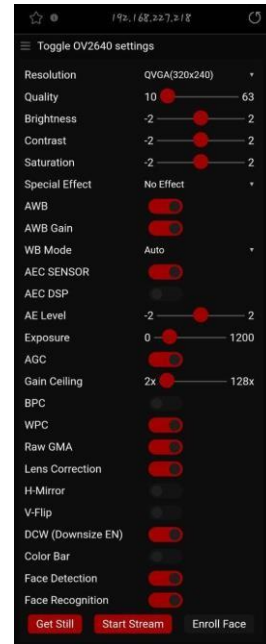 192.168.227.218
Toggle OV2640 settings
Resolution QVGA(320x240)
Quality 10 63
Brightness -2 2
Contrast -2 2
Saturation -2 2
Special Effect No Effect
AWB
AWB Gain
WB Mode Auto
AEC SENSOR
AEC DSP
AE Level -2 2
Exposure 0 1200
AGC
Gain Ceiling 2x 128x
BPC
WPC
Raw GMA
Lens Correction
H-Mirror
V-Flip
DCW (Downsize EN)
Color Bar
Face Detection
Face Recognition
Get Still Start Stream Enroll Face